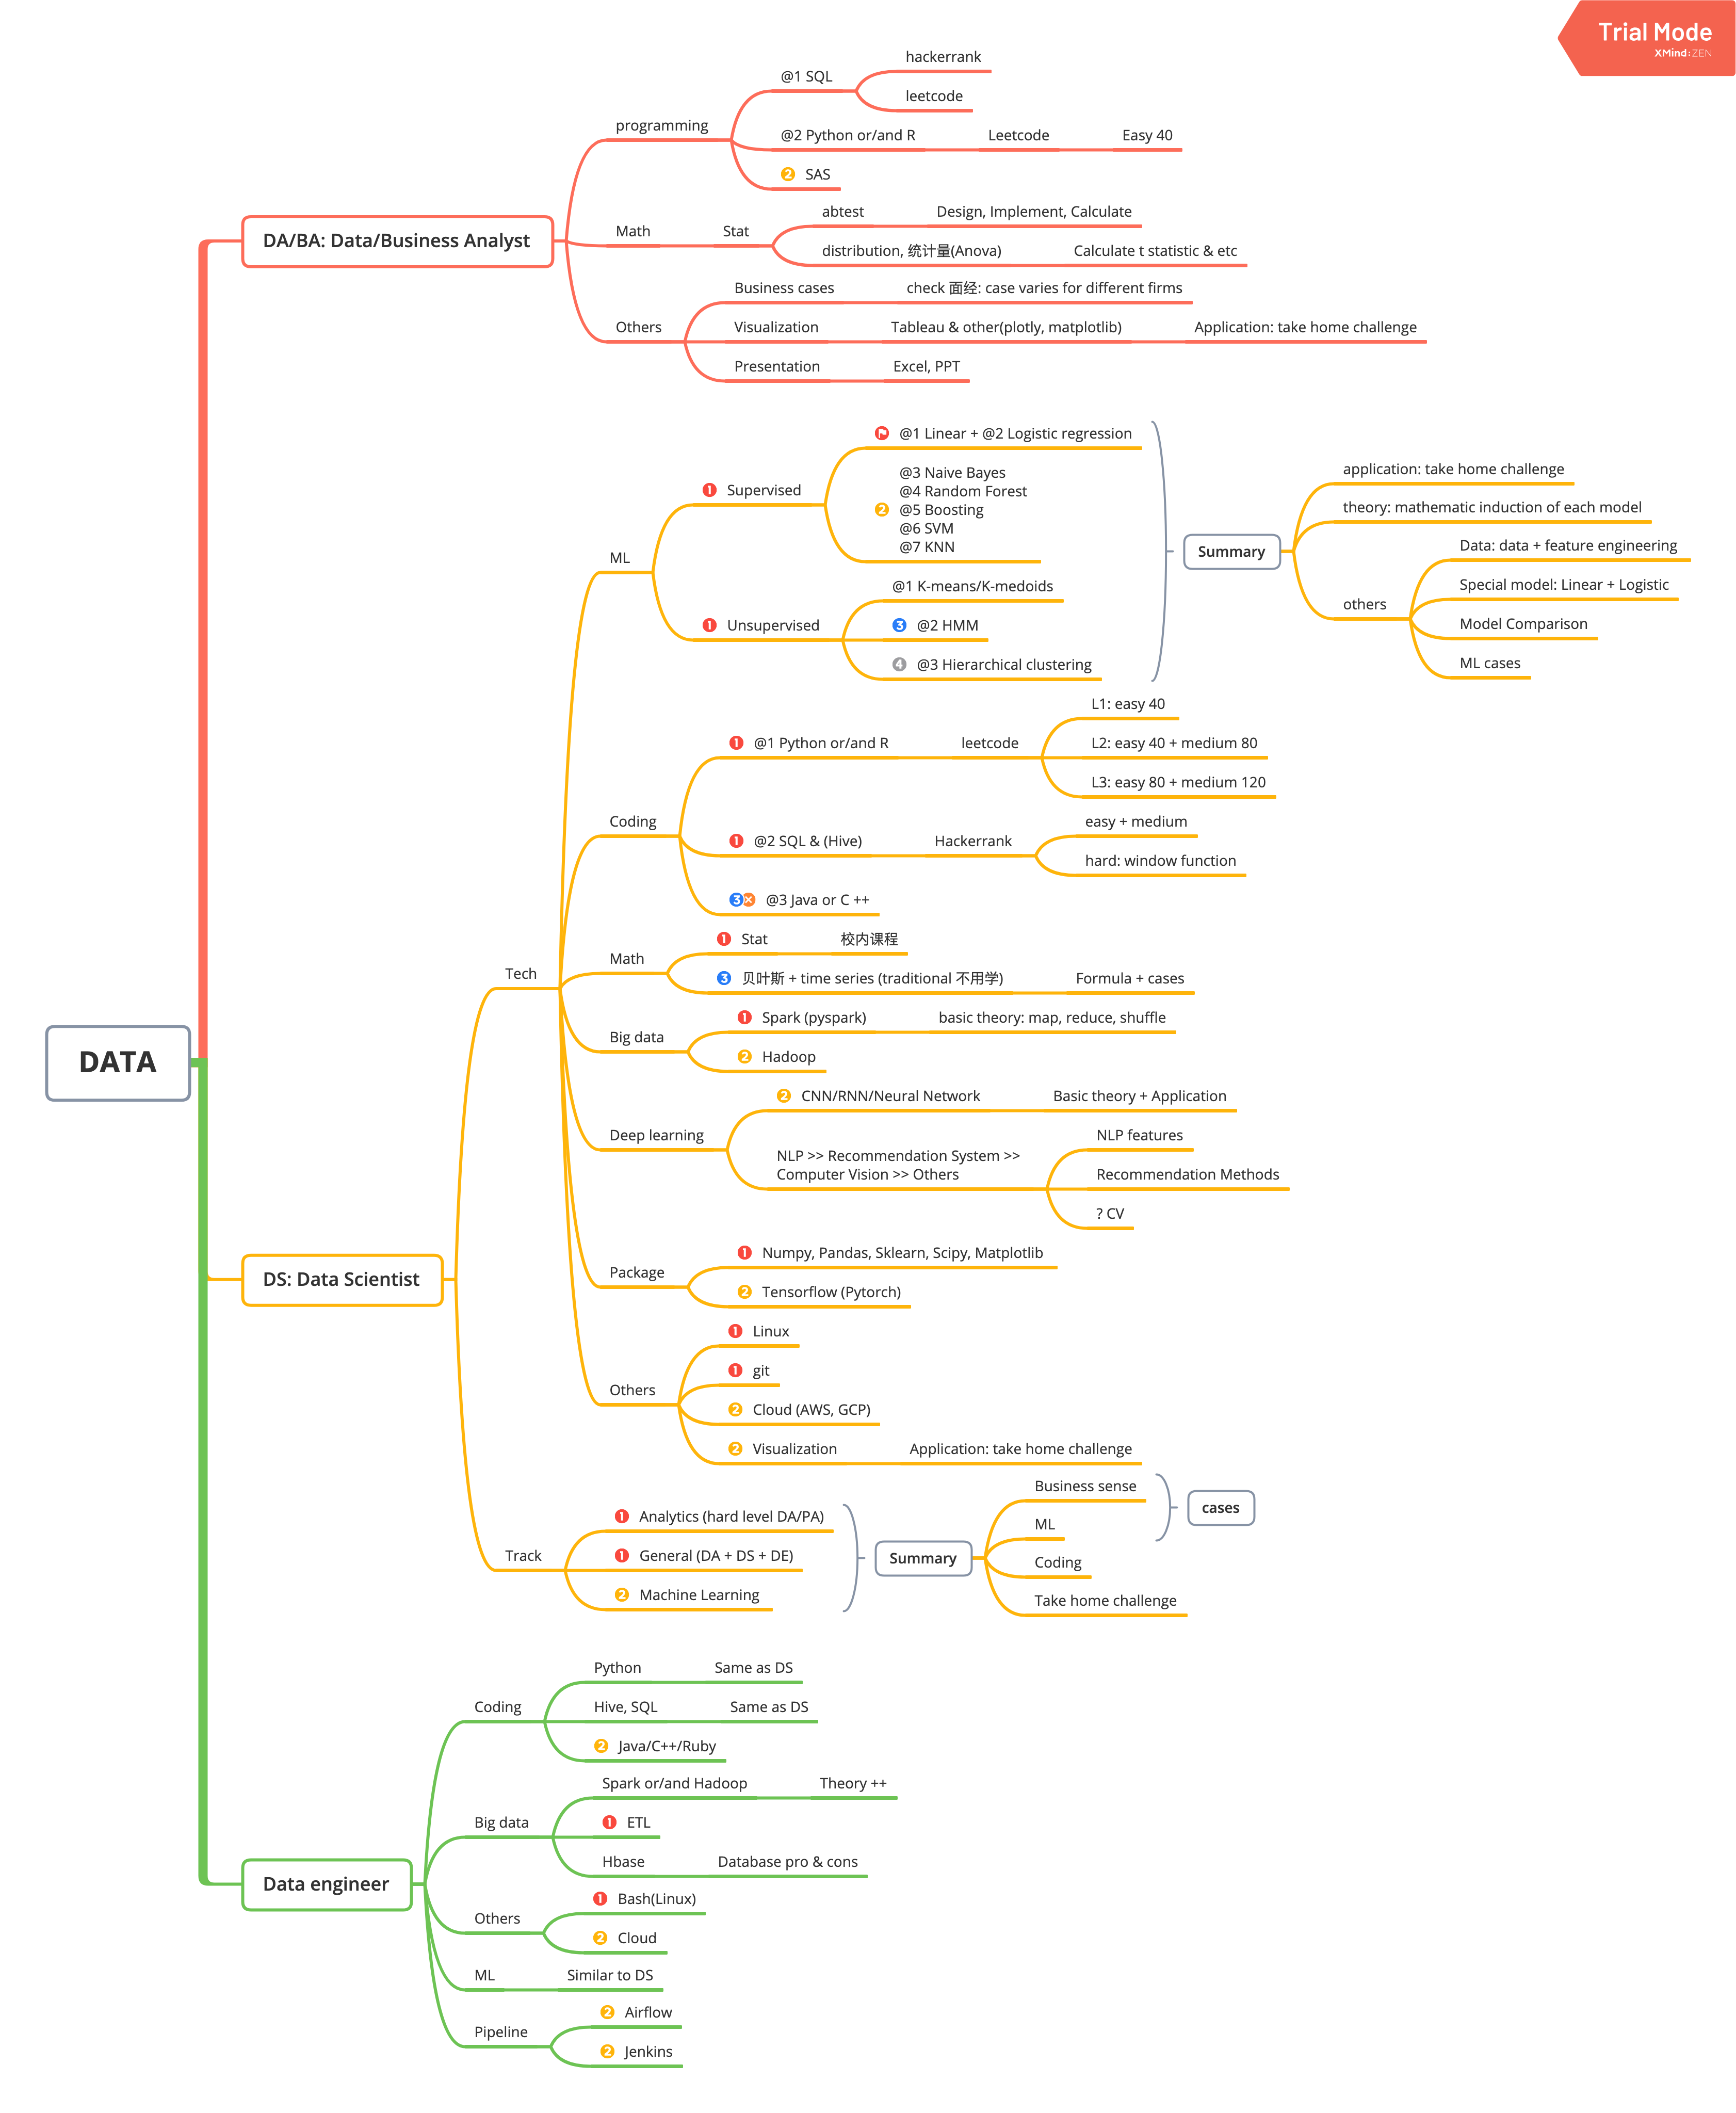 Trial Mode
XMind:ZEN
DATA
DA/BA: Data/Business Analyst
programming
@1 SQL
hackerrank
leetcode
@2 Python or/and R
Leetcode
Easy 40
2 SAS
Math
Stat
abtest
Design, Implement, Calculate
distribution, 统计量(Anova)
Calculate t statistic & etc
Others
Business cases
check 面经: case varies for different firms
Visualization
Tableau & other(plotly, matplotlib)
Application: take home challenge
Presentation
Excel, PPT
DS: Data Scientist
Tech
ML
1 Supervised
@1 Linear + @2 Logistic regression
2
@3 Naive Bayes
@4 Random Forest
@5 Boosting
@6 SVM
@7 KNN
1 Unsupervised
@1 K-means/K-medoids
3 @2 HMM
4 @3 Hierarchical clustering
Summary
application: take home challenge
theory: mathematic induction of each model
others
Data: data + feature engineering
Special model: Linear + Logistic
Model Comparison
ML cases
Coding
1 @1 Python or/and R
leetcode
L1: easy 40
L2: easy 40 + medium 80
L3: easy 80 + medium 120
1 @2 SQL & (Hive)
Hackerrank
easy + medium
hard: window function
3 @3 Java or C ++
Math
1 Stat
校内课程
3 贝叶斯 + time series (traditional 不用学)
Formula + cases
Big data
1 Spark (pyspark)
basic theory: map, reduce, shuffle
2 Hadoop
Deep learning
2 CNN/RNN/Neural Network
Basic theory + Application
NLP >> Recommendation System >>
Computer Vision >> Others
NLP features
Recommendation Methods
? CV
Package
1 Numpy, Pandas, Sklearn, Scipy, Matplotlib
2 Tensorflow (Pytorch)
Others
1 Linux
1 git
2 Cloud (AWS, GCP)
2 Visualization
Application: take home challenge
Track
1 Analytics (hard level DA/PA)
1 General (DA + DS + DE)
2 Machine Learning
Summary
Business sense
ML
cases
Coding
Take home challenge
Data engineer
Coding
Python
Same as DS
Hive, SQL
Same as DS
2 Java/C++/Ruby
Big data
Spark or/and Hadoop
Theory ++
1 ETL
Hbase
Database pro & cons
Others
1 Bash(Linux)
2 Cloud
ML
Similar to DS
Pipeline
2 Airflow
2 Jenkins